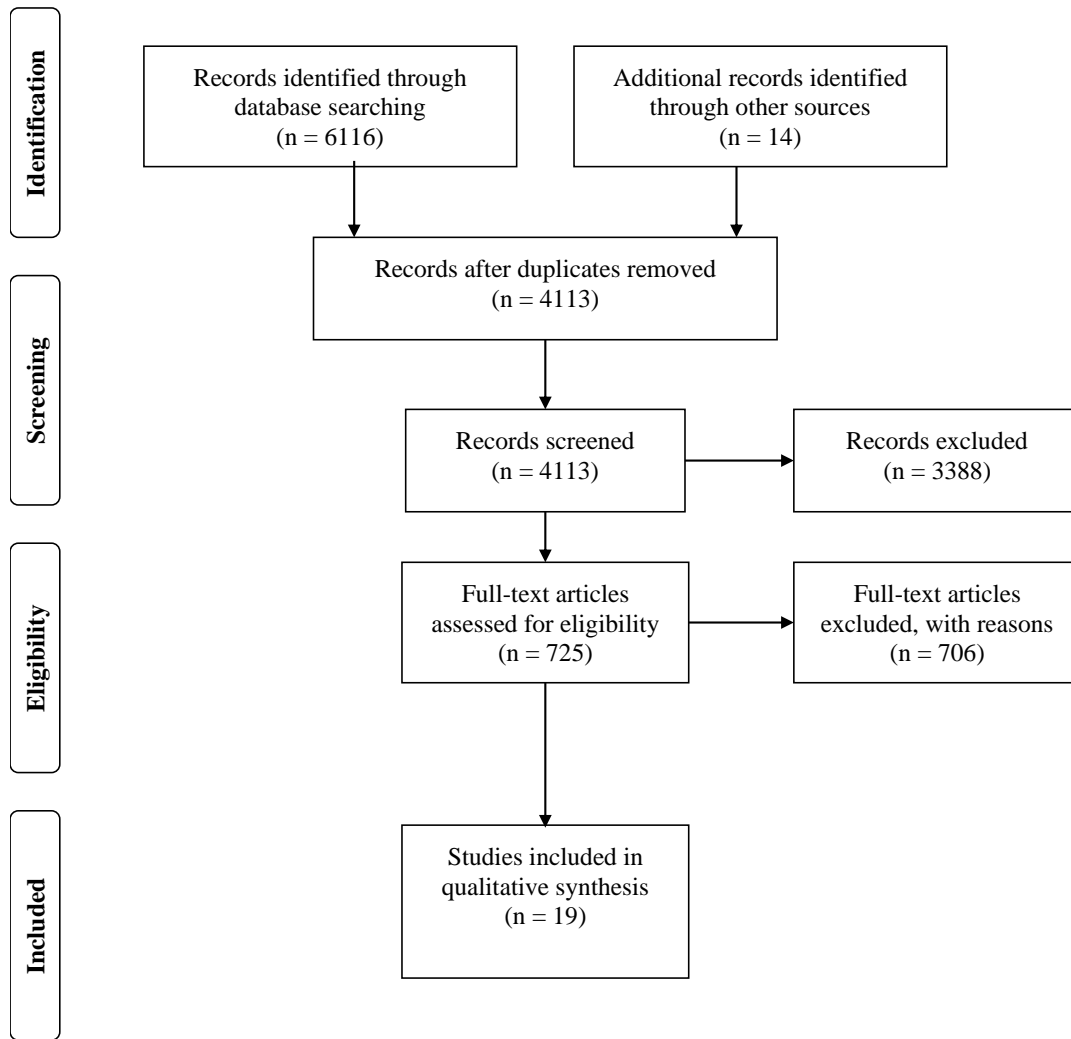 Identification
Records identified through
database searching
(n = 6116)
Additional records identified
through other sources
(n = 14)
Screening
Records after duplicates removed
(n = 4113)
Records screened
(n = 4113)
Records excluded
(n = 3388)
Eligibility
Full-text articles
assessed for eligibility
(n = 725)
Full-text articles
excluded, with reasons
(n = 706)
Included
Studies included in
qualitative synthesis
(n = 19)